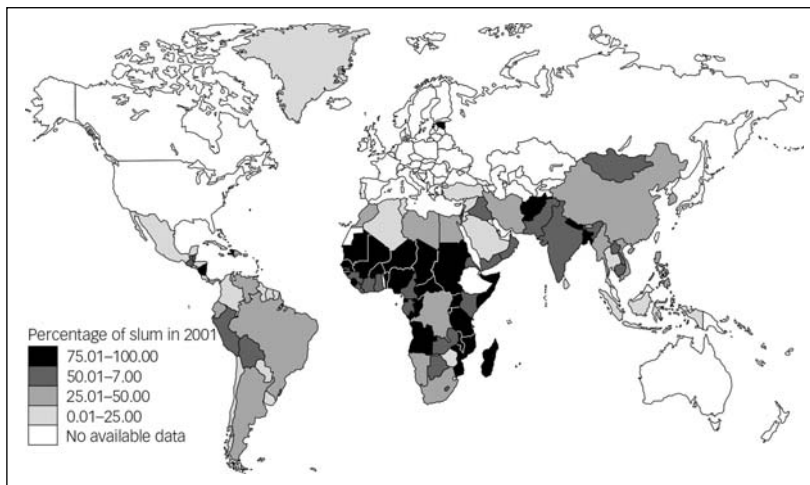 Percentage of slum in 2001
75.01–100.00
50.01–7.00
25.01–50.00
0.01–25.00
No available data